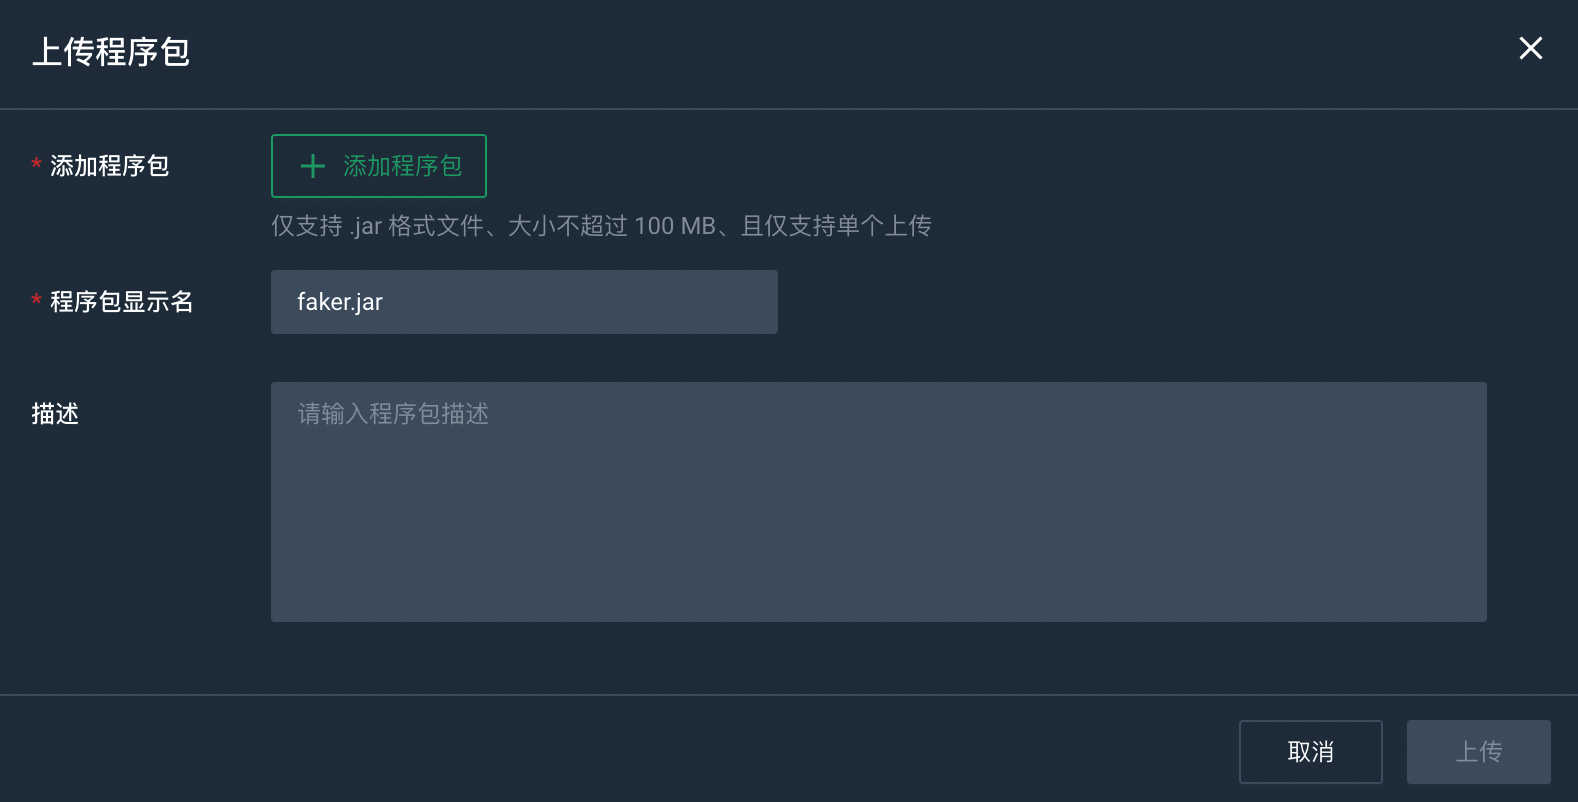 上传程序包
* 添加程序包
添加程序包
仅支持 .jar 格式文件、大小不超过 100 MB、且仅支持单个上传
* 程序包显示名
faker.jar
描述
请输入程序包描述
取消
上传